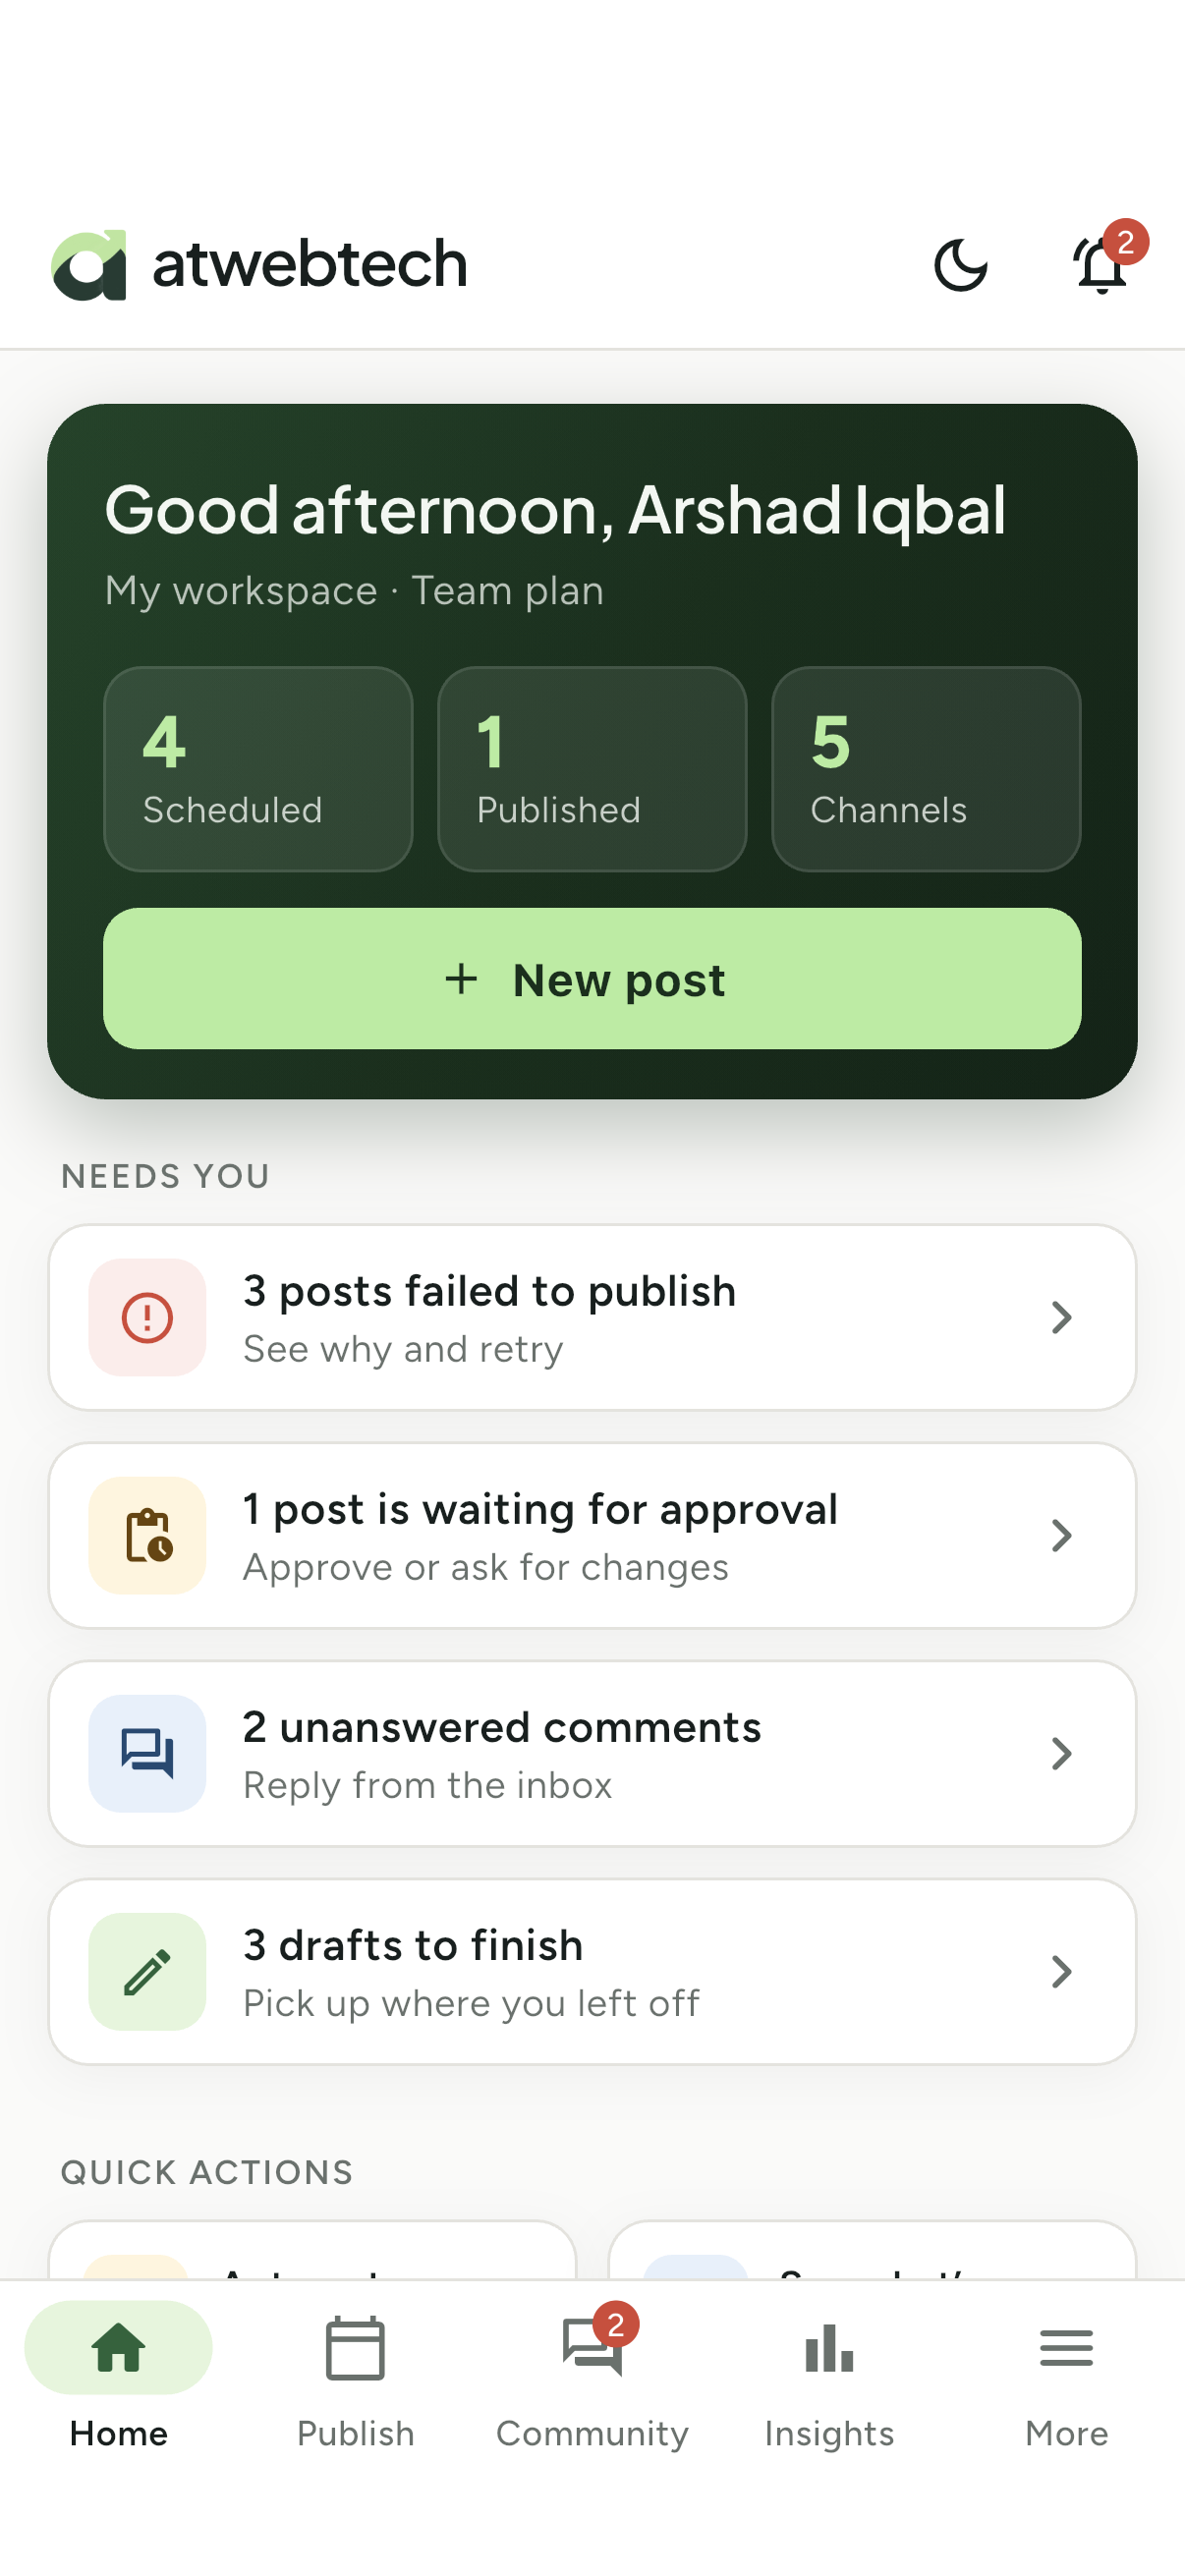 atwebtech
2
Good afternoon, Arshad Iqbal
My workspace · Team plan
4
Scheduled
1
Published
5
Channels
+ New post
NEEDS YOU
3 posts failed to publish
See why and retry
1 post is waiting for approval
Approve or ask for changes
2 unanswered comments
Reply from the inbox
3 drafts to finish
Pick up where you left off
QUICK ACTIONS
2
Home
Publish
Community
Insights
More